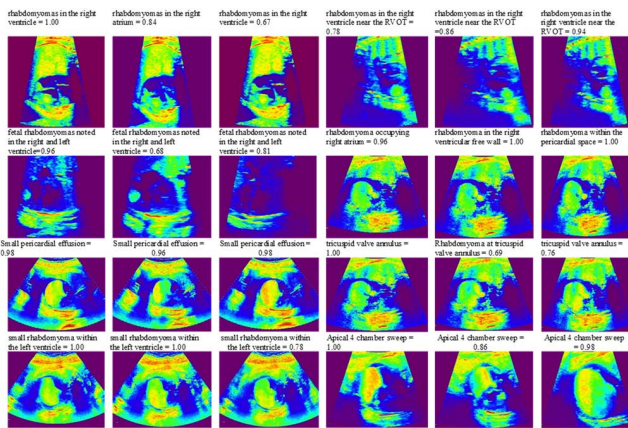 rhabdomyomas in the right
ventricle = 1.00
rhabdomyomas in the right
atrium = 0.84
rhabdomyomas in the right
ventricle = 0.67
rhabdomyomas in the right
ventricle near the RVOT =
0.78
rhabdomyomas in the right
ventricle near the RVOT
=0.86
rhabdomyomas in the
right ventricle near the
RVOT = 0.94
fetal rhabdomyomas noted
in the right and left
ventricle=0.96
fetal rhabdomyomas noted
in the right and left
ventricle = 0.68
fetal rhabdomyomas noted
in the right and left
ventricle = 0.81
rhabdomyoma occupying
right atrium = 0.96
rhabdomyoma in the right
ventricular free wall = 1.00
rhabdomyoma within the
pericardial space = 1.00
Small pericardial effusion =
0.98
Small pericardial effusion =
0.96
Small pericardial effusion =
0.98
tricuspid valve annulus =
1.00
Rhabdomyoma at tricuspid
valve annulus = 0.69
tricuspid valve annulus =
0.76
small rhabdomyoma within
the left ventricle = 1.00
small rhabdomyoma within
the left ventricle = 1.00
small rhabdomyoma within
the left ventricle = 0.78
Apical 4 chamber sweep =
1.00
Apical 4 chamber sweep =
0.86
Apical 4 chamber sweep
= 0.98